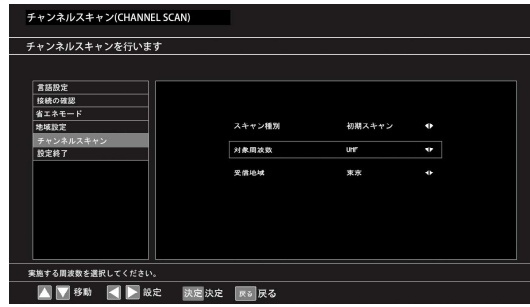 チャンネルスキャン(CHANNEL SCAN)
チャンネルスキャンを行います
言語設定
接続の確認
省エネモード
地域設定
チャンネルスキャン
設定終了
スキャン種別 初期スキャン
対象周波数 UHF
受信地域 東京
実施する周波数を選択してください。
移動 設定 決定 決定 戻る 戻る